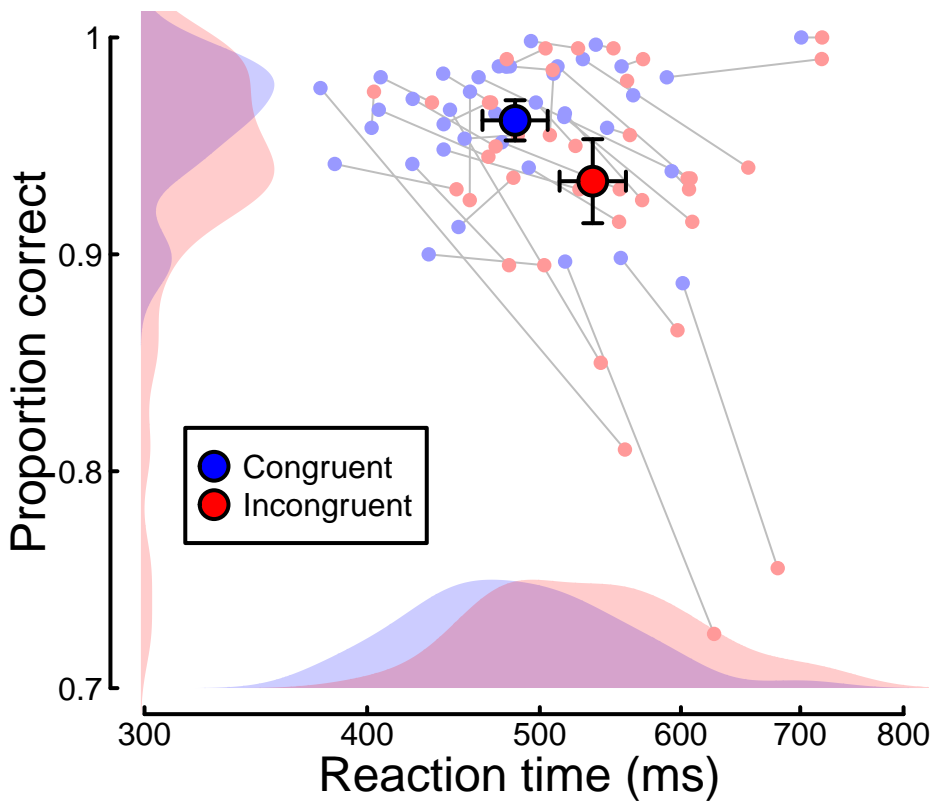 1
0.9
0.8
0.7
Proportion correct
Congruent
Incongruent
300 400 500 600 700 800
Reaction time (ms)